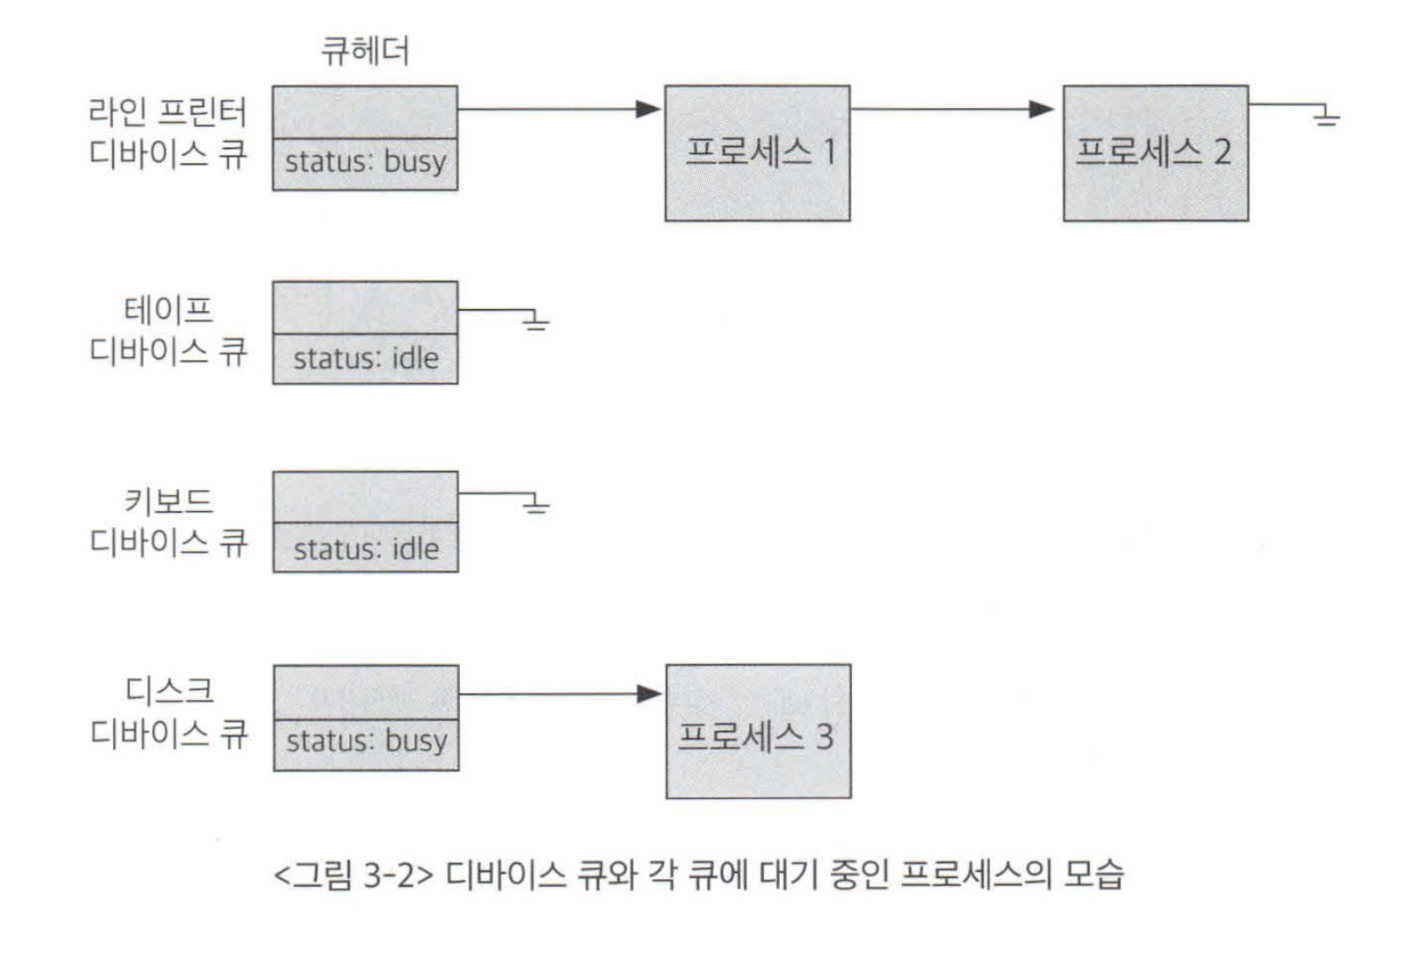 큐헤더
라인 프린터
디바이스 큐
status: busy
프로세스 1
프로세스 2
테이프
디바이스 큐
status: idle
키보드
디바이스 큐
status: idle
디스크
디바이스 큐
status: busy
프로세스 3
<그림 3-2> 디바이스 큐와 각 큐에 대기 중인 프로세스의 모습